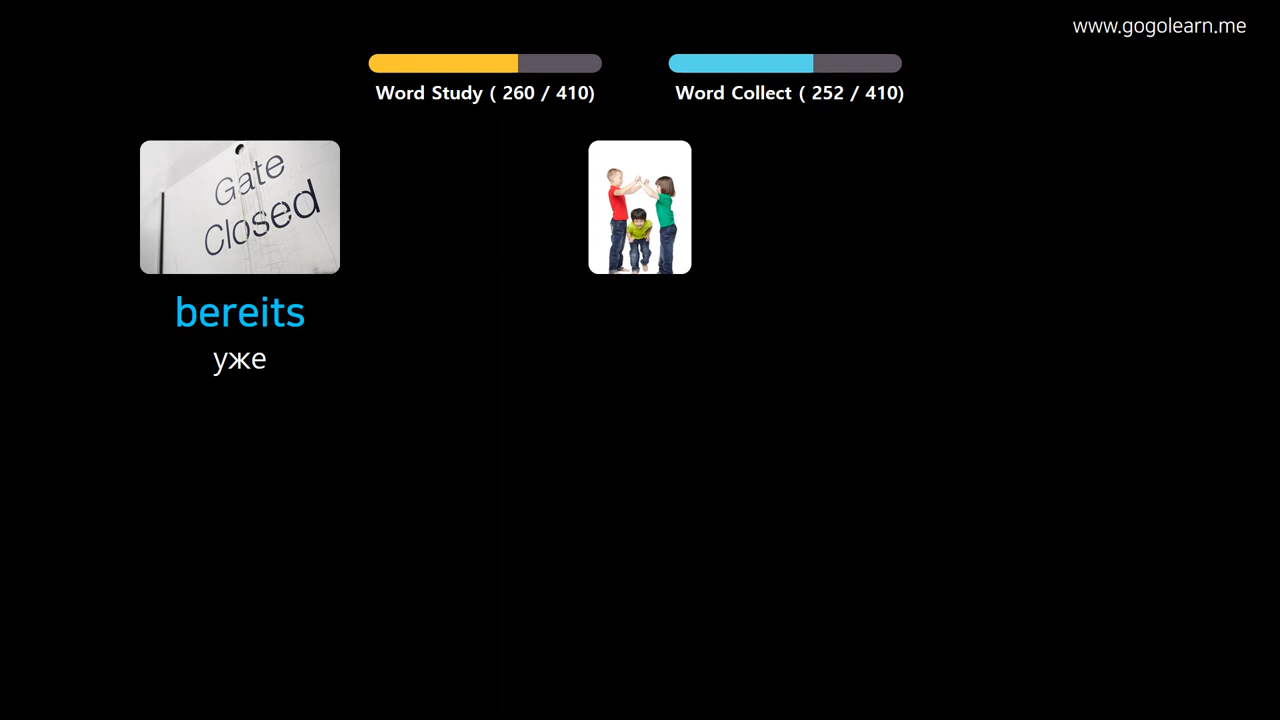 www.gogolearn.me
Word Study ( 260 / 410)
Word Collect ( 252 / 410)
Gate
Closed
bereits
уже